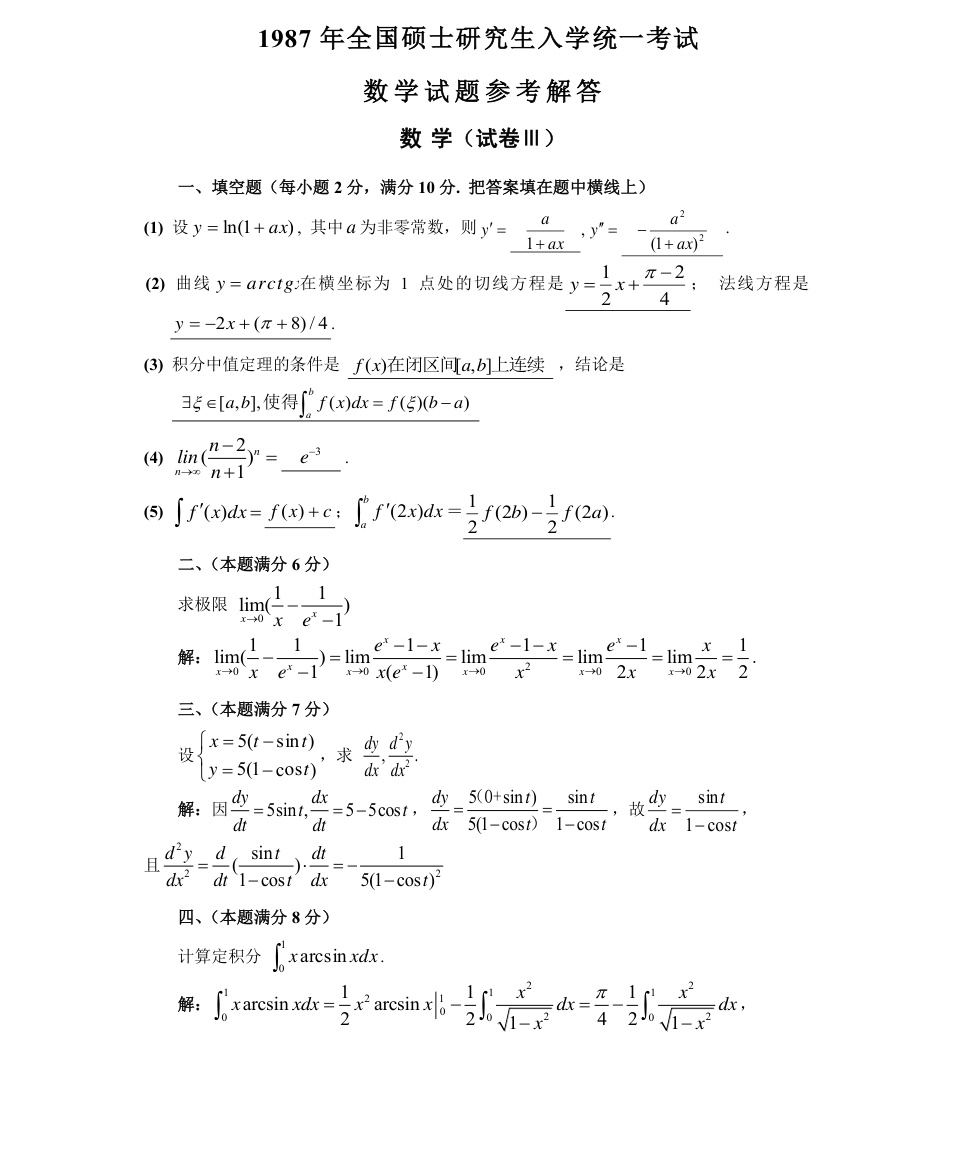 1987 年全国硕士研究生入学统一考试
数学试题参考解答
数 学（试卷Ⅲ）
一、填空题（每小题 2 分，满分 10 分. 把答案填在题中横线上）
(1) 设 y = ln(1 + ax) , 其中 a 为非零常数，则 y′ = a/(1 + ax) , y″ = − a²/(1 + ax)² .
(2) 曲线 y = arctg 在横坐标为 1 点处的切线方程是 y = 1/2 x + (π − 2)/4 ； 法线方程是
y = −2x + (π + 8) / 4 .
(3) 积分中值定理的条件是 f (x)在闭区间[a,b]上连续 ，结论是
∃ξ ∈[a,b], 使得∫_a^b f (x)dx = f (ξ)(b − a)
(4) lin_{n→∞} ((n − 2)/(n + 1))^n = e^{−3} .
(5) ∫ f ′(x)dx = f (x) + c ； ∫_a^b f ′(2x)dx ＝ 1/2 f (2b) − 1/2 f (2a) .
二、（本题满分 6 分）
求极限 lim_{x→0} (1/x − 1/(e^x − 1))
解：lim_{x→0} (1/x − 1/(e^x − 1)) = lim_{x→0} (e^x − 1 − x)/(x(e^x − 1)) = lim_{x→0} (e^x − 1 − x)/x² = lim_{x→0} (e^x − 1)/2x = lim_{x→0} x/2x = 1/2 .
三、（本题满分 7 分）
设 { x = 5(t − sin t)
y = 5(1 − cos t) ，求 dy/dx , d²y/dx² .
解：因 dy/dt = 5sin t, dx/dt = 5 − 5cos t ，dy/dx = 5（0+sin t)/5(1 − cos t） = sin t/(1 − cos t) ，故 dy/dx = sin t/(1 − cos t) ，
且 d²y/dx² = d/dt (sin t/(1 − cos t)) · dt/dx = − 1/(5(1 − cos t)²)
四、（本题满分 8 分）
计算定积分 ∫_0^1 x arcsin xdx .
解：∫_0^1 x arcsin xdx = 1/2 x² arcsin x |_0^1 − 1/2 ∫_0^1 x²/√(1 − x²) dx = π/4 − 1/2 ∫_0^1 x²/√(1 − x²) dx ，